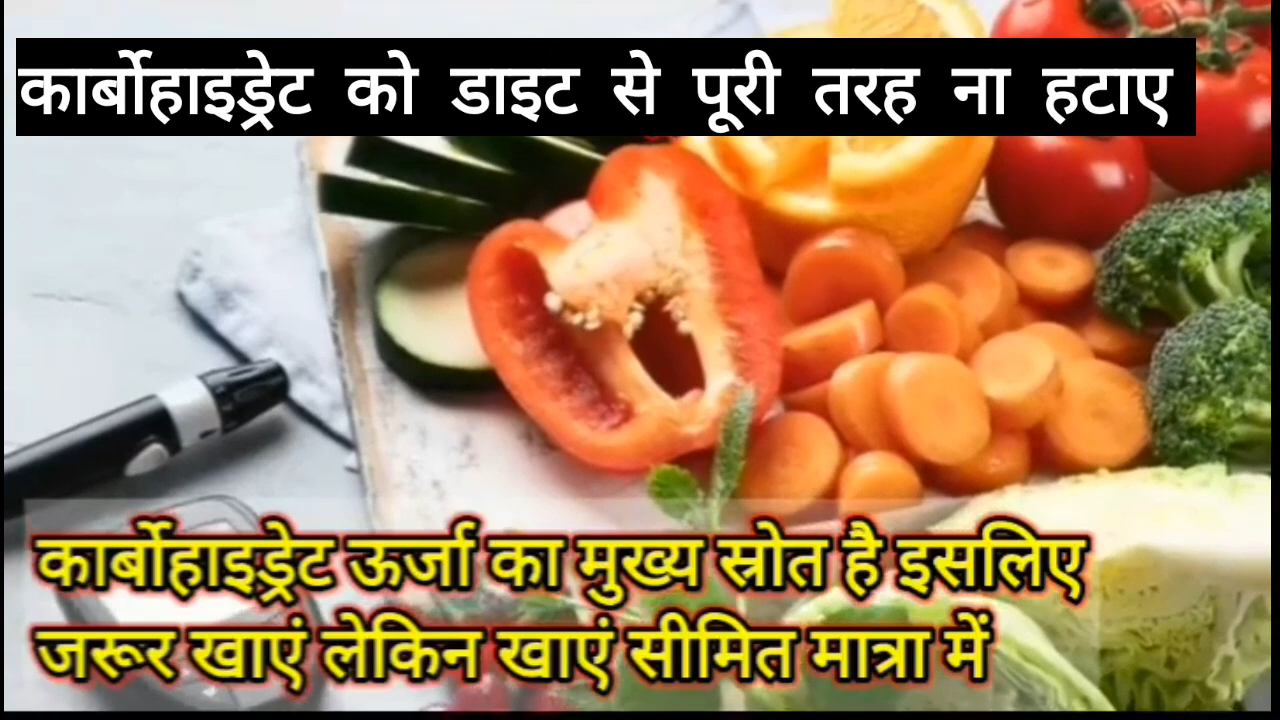 कार्बोहाइड्रेट को डाइट से पूरी तरह ना हटाए
कार्बोहाइड्रेट ऊर्जा का मुख्य स्रोत है इसलिए
जरूर खाएं लेकिन खाएं सीमित मात्रा में